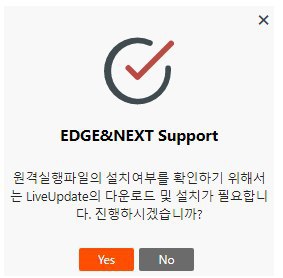 EDGE&NEXT Support
원격실행파일의 설치여부를 확인하기 위해서
는 LiveUpdate의 다운로드 및 설치가 필요합니
다. 진행하시겠습니까?
Yes No